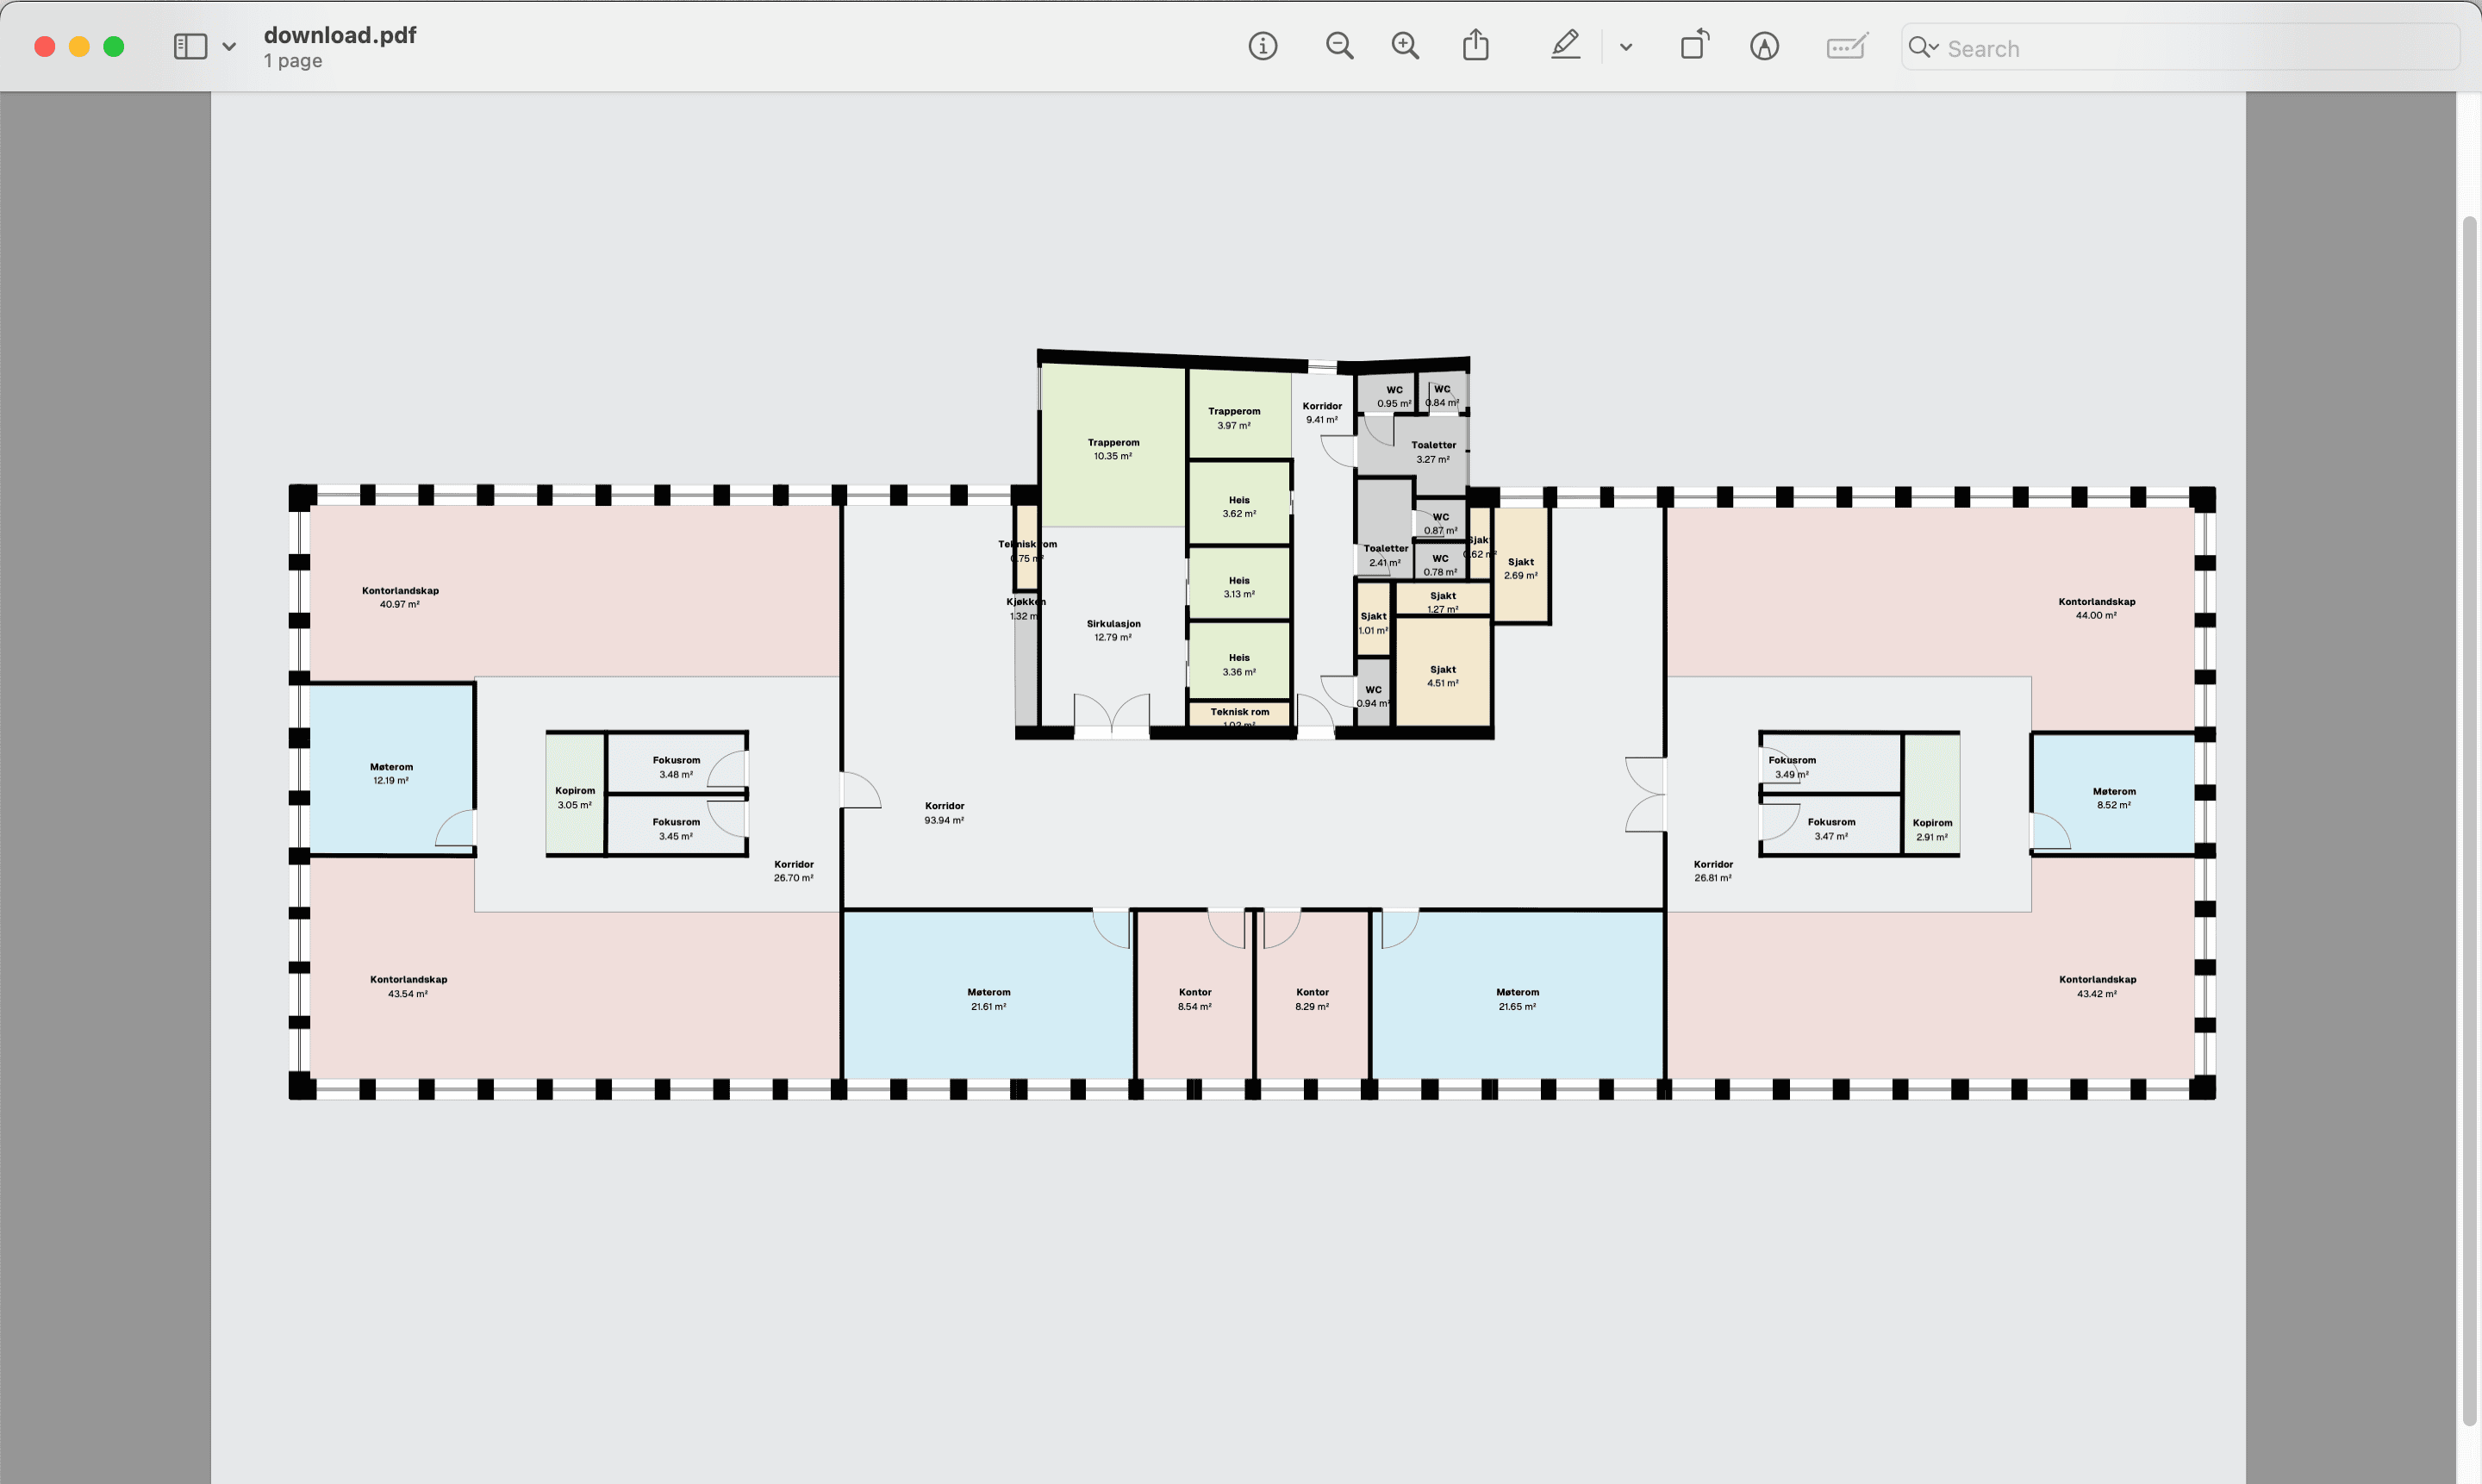 download.pdf
1 page
Search
WC
0.95 m²
WC
0.84 m²
Korridor
9.41 m²
Trapperom
3.97 m²
Trapperom
10.35 m²
Toaletter
3.27 m²
Heis
3.62 m²
WC
0.87 m²
Teknisk rom
0.75 m²
Sjakt
0.62 m²
Toaletter
2.41 m²
WC
0.78 m²
Sjakt
2.69 m²
Heis
3.13 m²
Kontorlandskap
40.97 m²
Kjøkken
1.32 m²
Sjakt
1.27 m²
Kontorlandskap
44.00 m²
Sirkulasjon
12.79 m²
Sjakt
1.01 m²
Heis
3.36 m²
Sjakt
4.51 m²
WC
0.94 m²
Teknisk rom
Møterom
12.19 m²
Fokusrom
3.48 m²
Kopirom
3.05 m²
Fokusrom
3.45 m²
Korridor
93.94 m²
Korridor
26.70 m²
Fokusrom
3.49 m²
Fokusrom
3.47 m²
Kopirom
2.91 m²
Møterom
8.52 m²
Korridor
26.81 m²
Kontorlandskap
43.54 m²
Møterom
21.61 m²
Kontor
8.54 m²
Kontor
8.29 m²
Møterom
21.65 m²
Kontorlandskap
43.42 m²